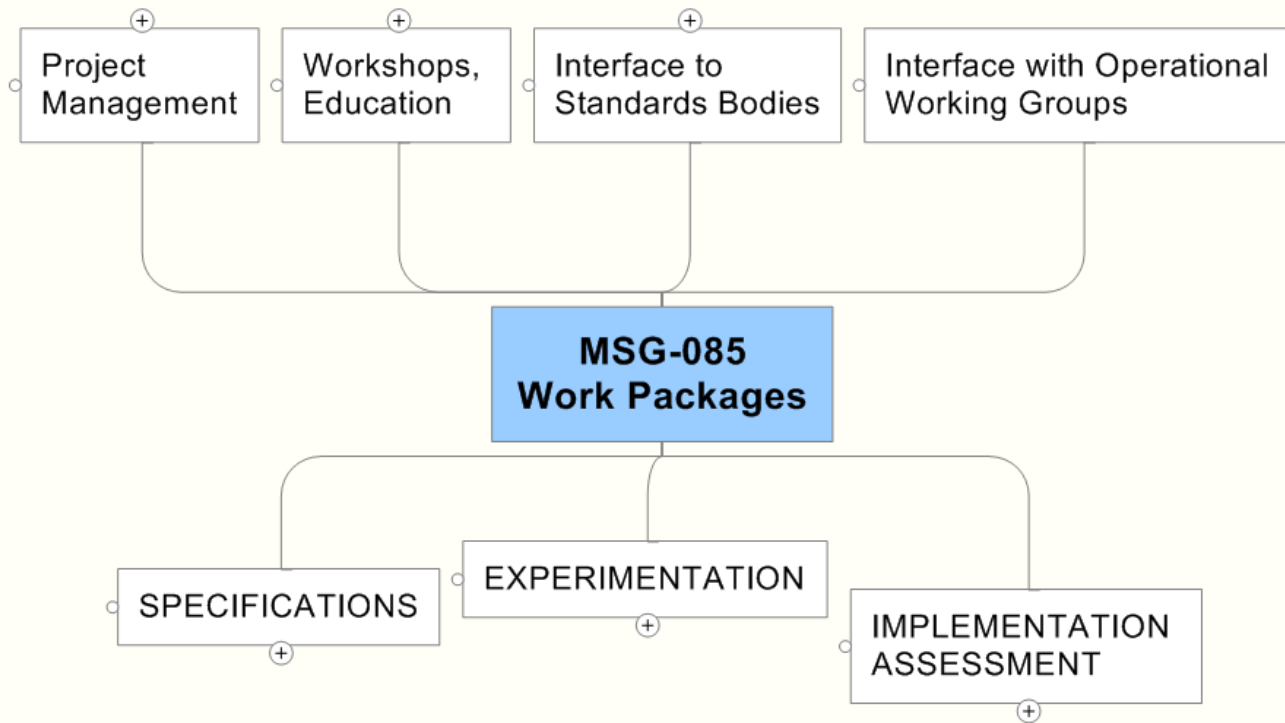 Project
Management
Workshops,
Education
Interface to
Standards Bodies
Interface with Operational
Working Groups
MSG-085
Work Packages
SPECIFICATIONS
EXPERIMENTATION
IMPLEMENTATION
ASSESSMENT